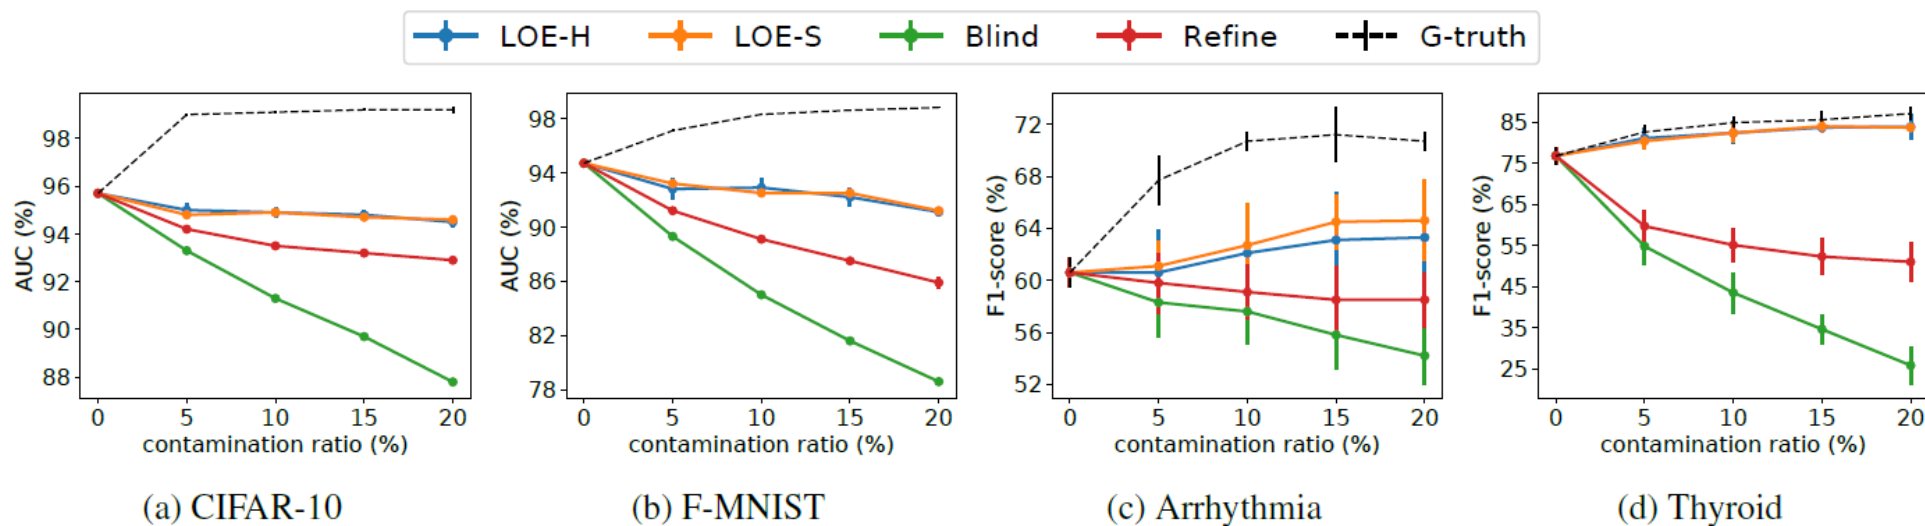 LOE-H LOE-S Blind Refine G-truth
AUC (%)
98
96
94
92
90
88
0 5 10 15 20
contamination ratio (%)
(a) CIFAR-10
AUC (%)
98
94
90
86
82
78
0 5 10 15 20
contamination ratio (%)
(b) F-MNIST
F1-score (%)
72
68
64
60
56
52
0 5 10 15 20
contamination ratio (%)
(c) Arrhythmia
F1-score (%)
85
75
65
55
45
35
25
0 5 10 15 20
contamination ratio (%)
(d) Thyroid